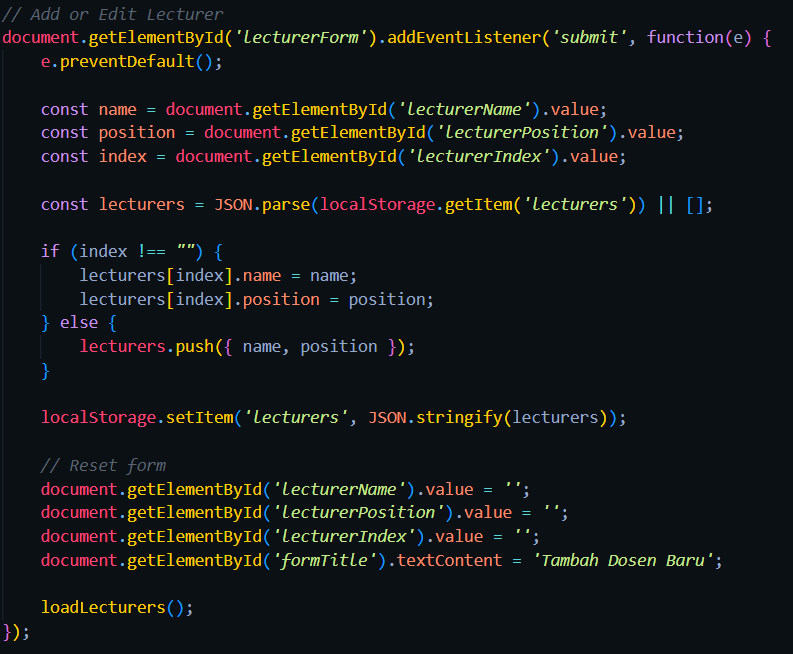 // Add or Edit Lecturer
document.getElementById('lecturerForm').addEventListener('submit', function(e) {
    e.preventDefault();

    const name = document.getElementById('lecturerName').value;
    const position = document.getElementById('lecturerPosition').value;
    const index = document.getElementById('lecturerIndex').value;

    const lecturers = JSON.parse(localStorage.getItem('lecturers')) || [];

    if (index !== "") {
        lecturers[index].name = name;
        lecturers[index].position = position;
    } else {
        lecturers.push({ name, position });
    }

    localStorage.setItem('lecturers', JSON.stringify(lecturers));

    // Reset form
    document.getElementById('lecturerName').value = '';
    document.getElementById('lecturerPosition').value = '';
    document.getElementById('lecturerIndex').value = '';
    document.getElementById('formTitle').textContent = 'Tambah Dosen Baru';

    loadLecturers();
});